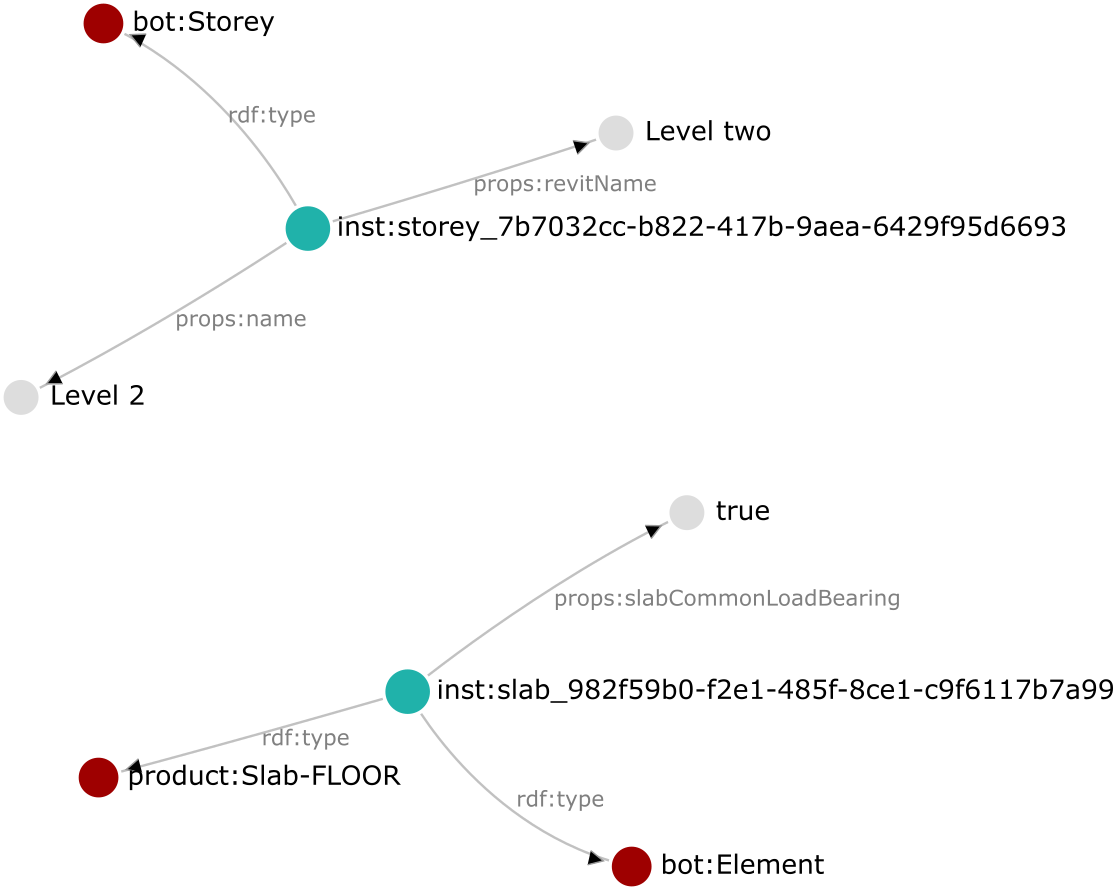 bot:Storey
rdf:type
Level two
props:revitName
inst:storey_7b7032cc-b822-417b-9aea-6429f95d6693
props:name
Level 2
true
props:slabCommonLoadBearing
inst:slab_982f59b0-f2e1-485f-8ce1-c9f6117b7a99
rdf:type
product:Slab-FLOOR
rdf:type
bot:Element